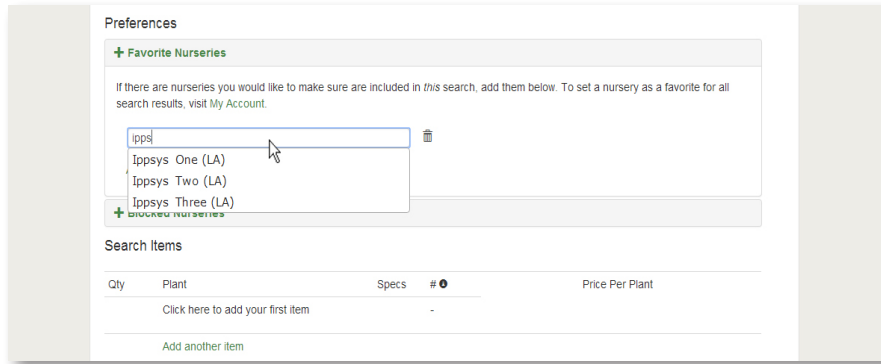 Preferences
+ Favorite Nurseries
If there are nurseries you would like to make sure are included in this search, add them below. To set a nursery as a favorite for all
search results, visit My Account.
ipps
Ippsys One (LA)
Ippsys Two (LA)
Ippsys Three (LA)
+ Blocked Nurseries
Search Items
Qty Plant Specs # Price Per Plant
Click here to add your first item -
Add another item